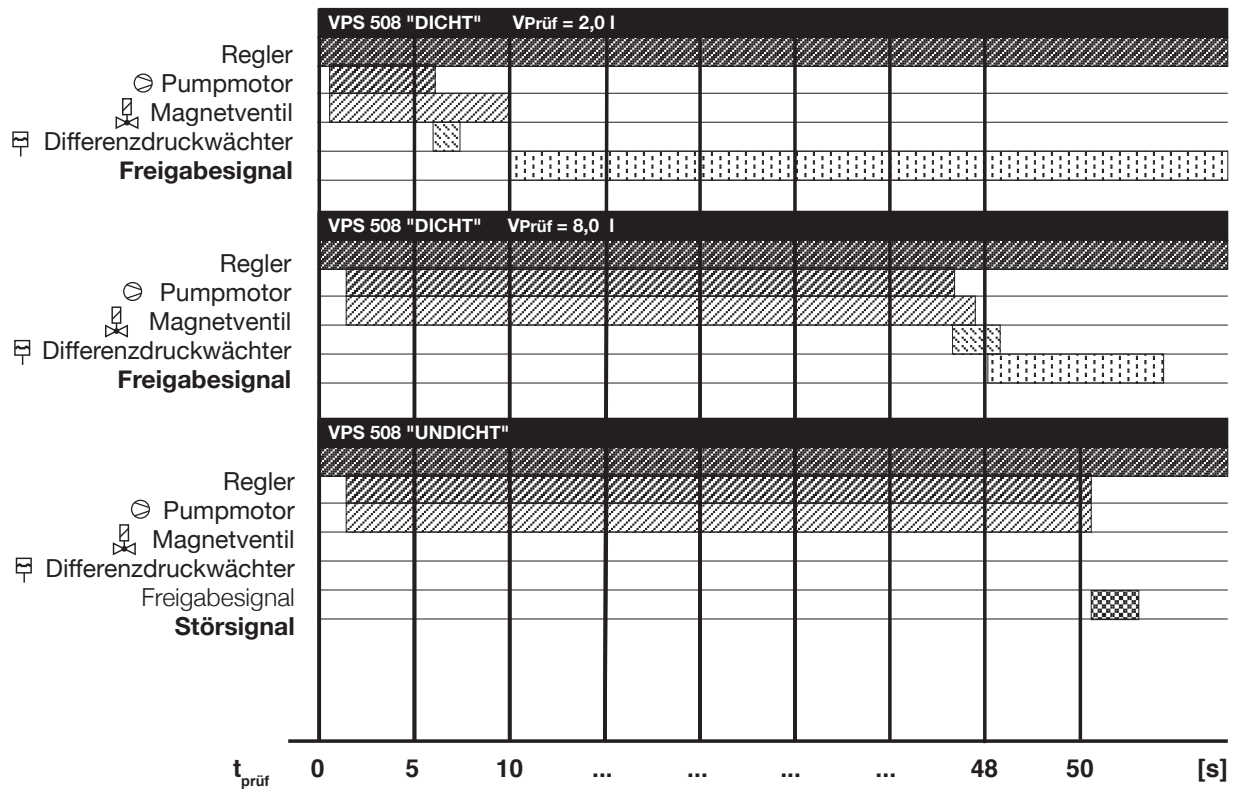 VPS 508 "DICHT" VPrüf = 2,0 l
Regler
Pumpmotor
Magnetventil
Differenzdruckwächter
Freigabesignal
VPS 508 "DICHT" VPrüf = 8,0 l
Regler
Pumpmotor
Magnetventil
Differenzdruckwächter
Freigabesignal
VPS 508 "UNDICHT"
Regler
Pumpmotor
Magnetventil
Differenzdruckwächter
Freigabesignal
Störsignal
tprüf 0 5 10 ... ... ... ... 48 50 [s]